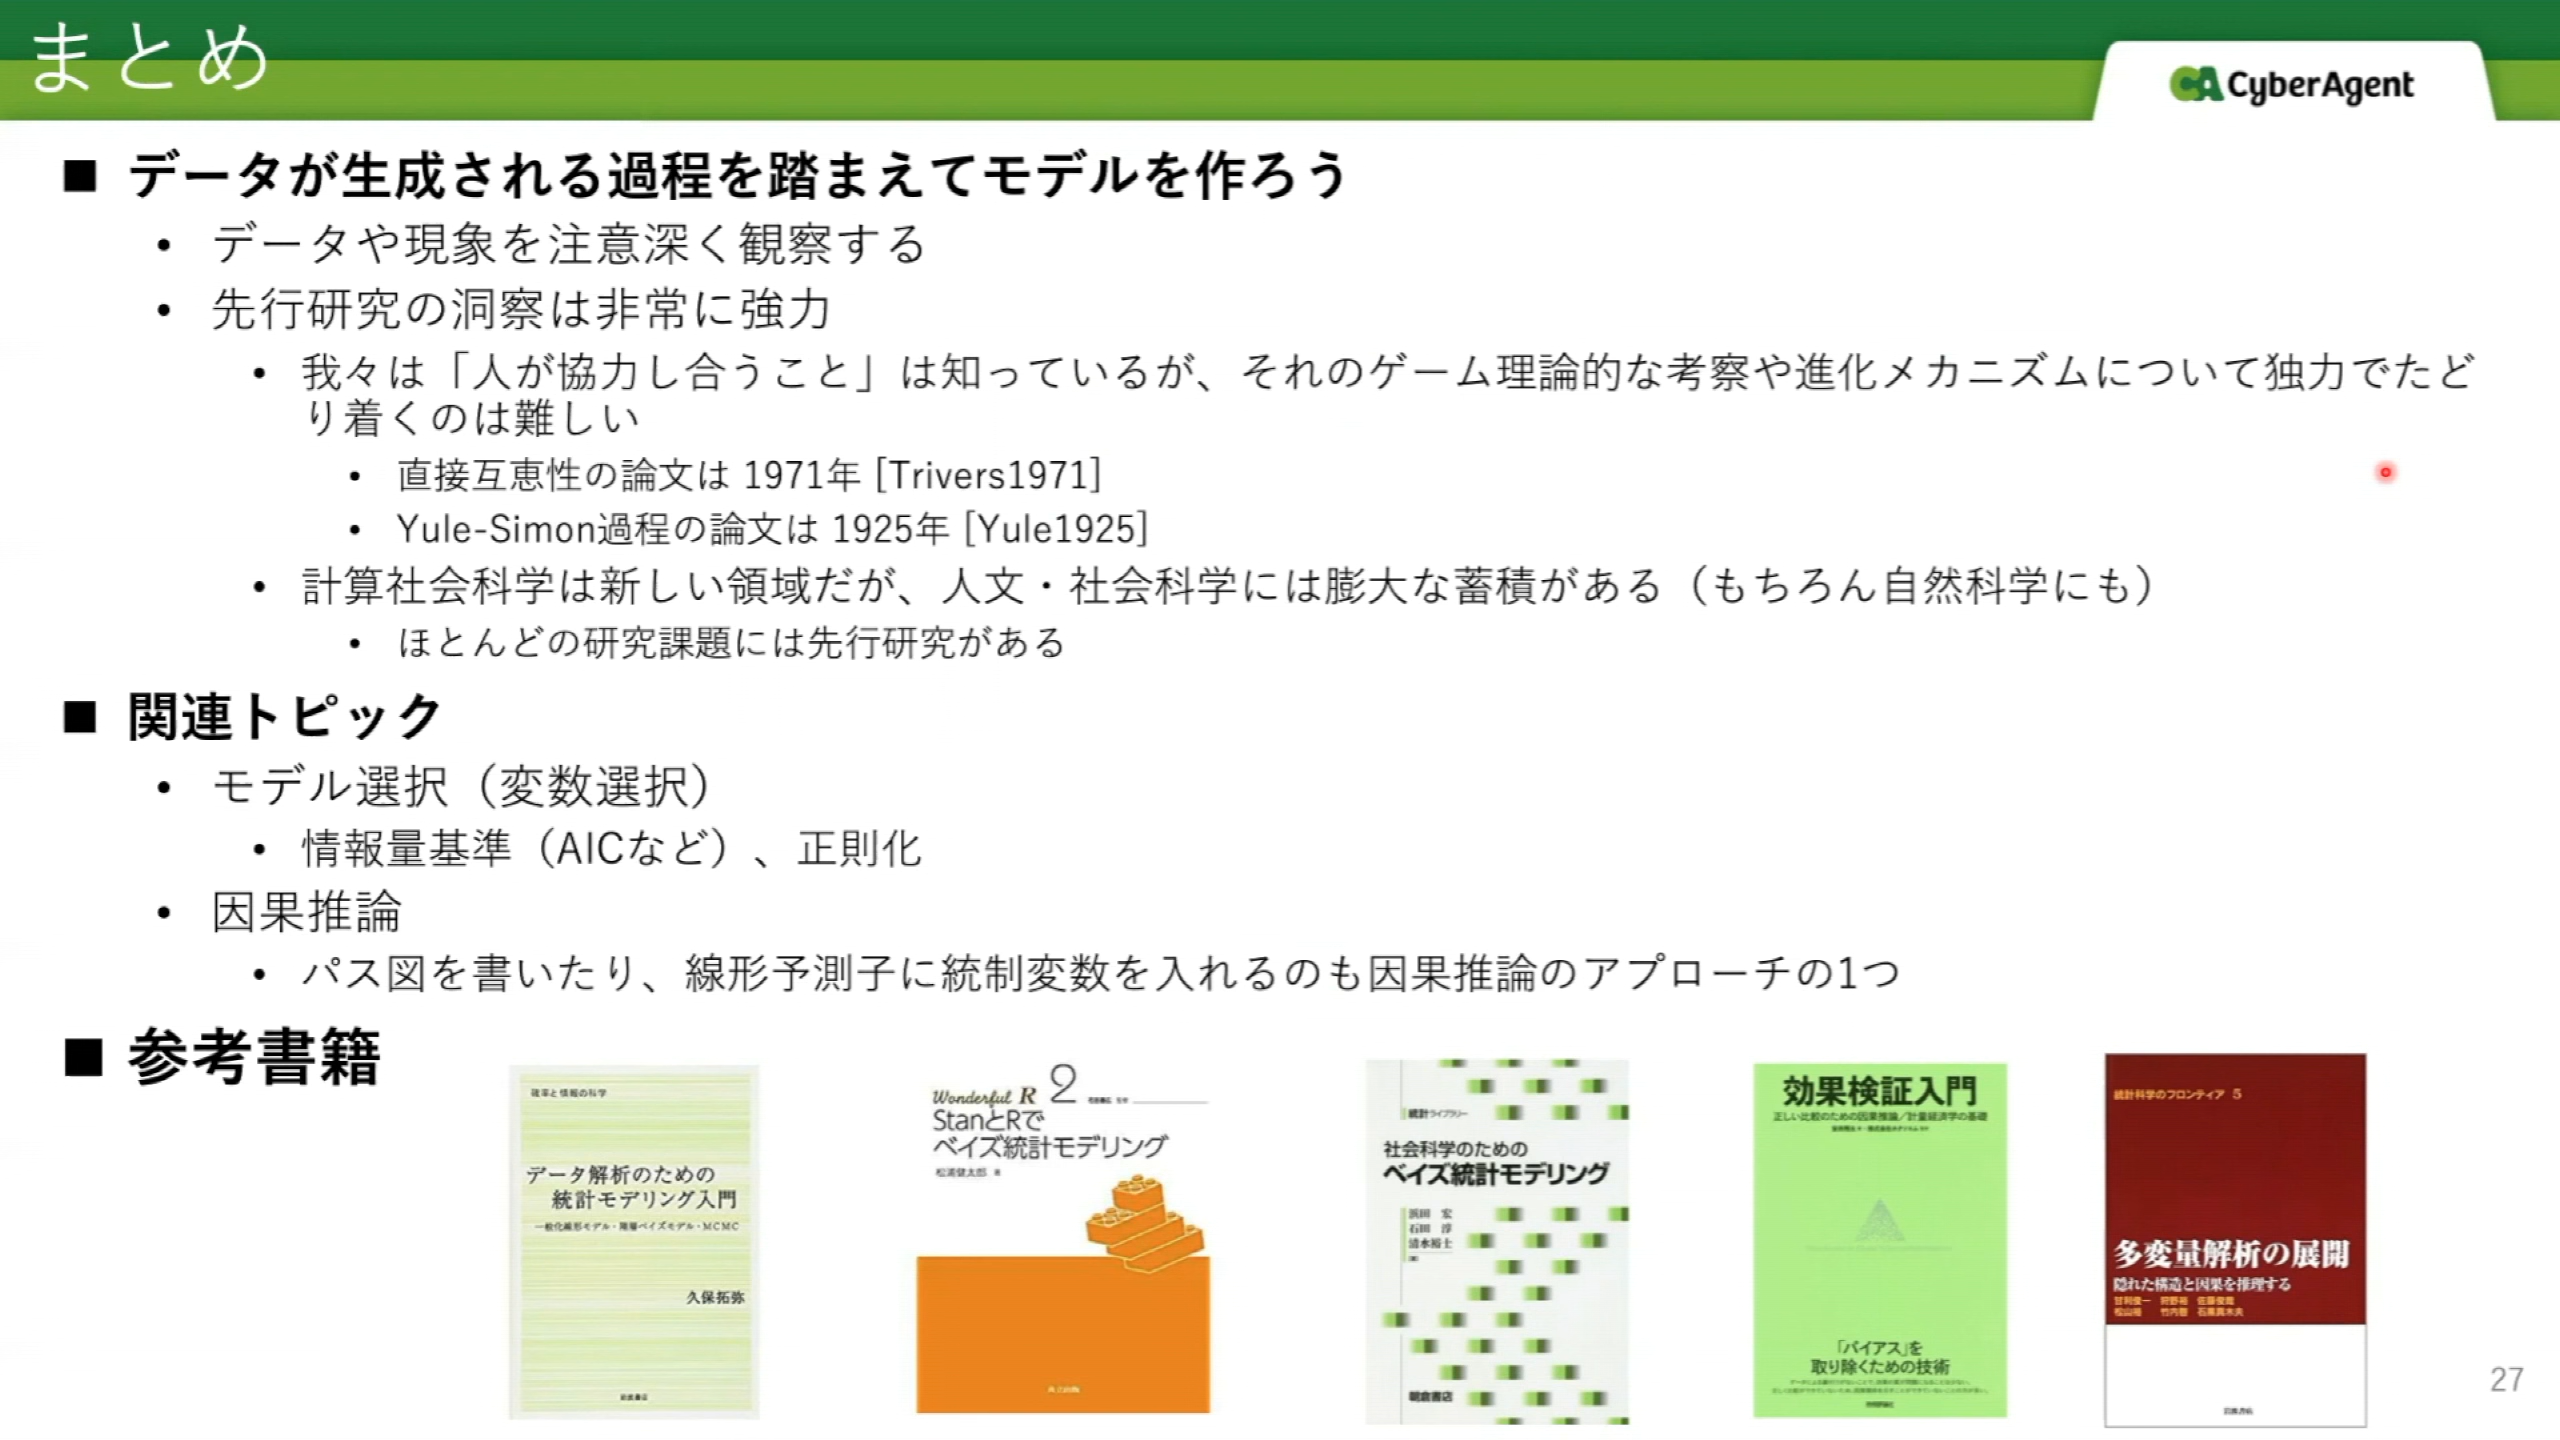 まとめ
CyberAgent
■ データが生成される過程を踏まえてモデルを作ろう
• データや現象を注意深く観察する
• 先行研究の洞察は非常に強力
• 我々は「人が協力し合うこと」は知っているが、それのゲーム理論的な考察や進化メカニズムについて独力でたど
り着くのは難しい
• 直接互恵性の論文は 1971年 [Trivers1971]
• Yule-Simon過程の論文は 1925年 [Yule1925]
• 計算社会科学は新しい領域だが、人文・社会科学には膨大な蓄積がある（もちろん自然科学にも）
• ほとんどの研究課題には先行研究がある
■ 関連トピック
• モデル選択（変数選択）
• 情報量基準（AICなど）、正則化
• 因果推論
• パス図を書いたり、線形予測子に統制変数を入れるのも因果推論のアプローチの1つ
■ 参考書籍
確率と情報の科学
データ解析のための
統計モデリング入門
一般化線形モデル・階層ベイズモデル・MCMC
久保拓弥
岩波書店
Wonderful R 2
StanとRで
ベイズ統計モデリング
松浦健太郎 著
共立出版
統計ライブラリー
社会科学のための
ベイズ統計モデリング
浜田 宏
石田 淳
清水裕士
著
朝倉書店
効果検証入門
正しい比較のための因果推論／計量経済学の基礎
「バイアス」を
取り除くための技術
統計科学のフロンティア 5
多変量解析の展開
隠れた構造と因果を推理する
甘利俊一 狩野裕 佐藤俊哉
松山裕 竹内啓 石黒真木夫
岩波書店
27